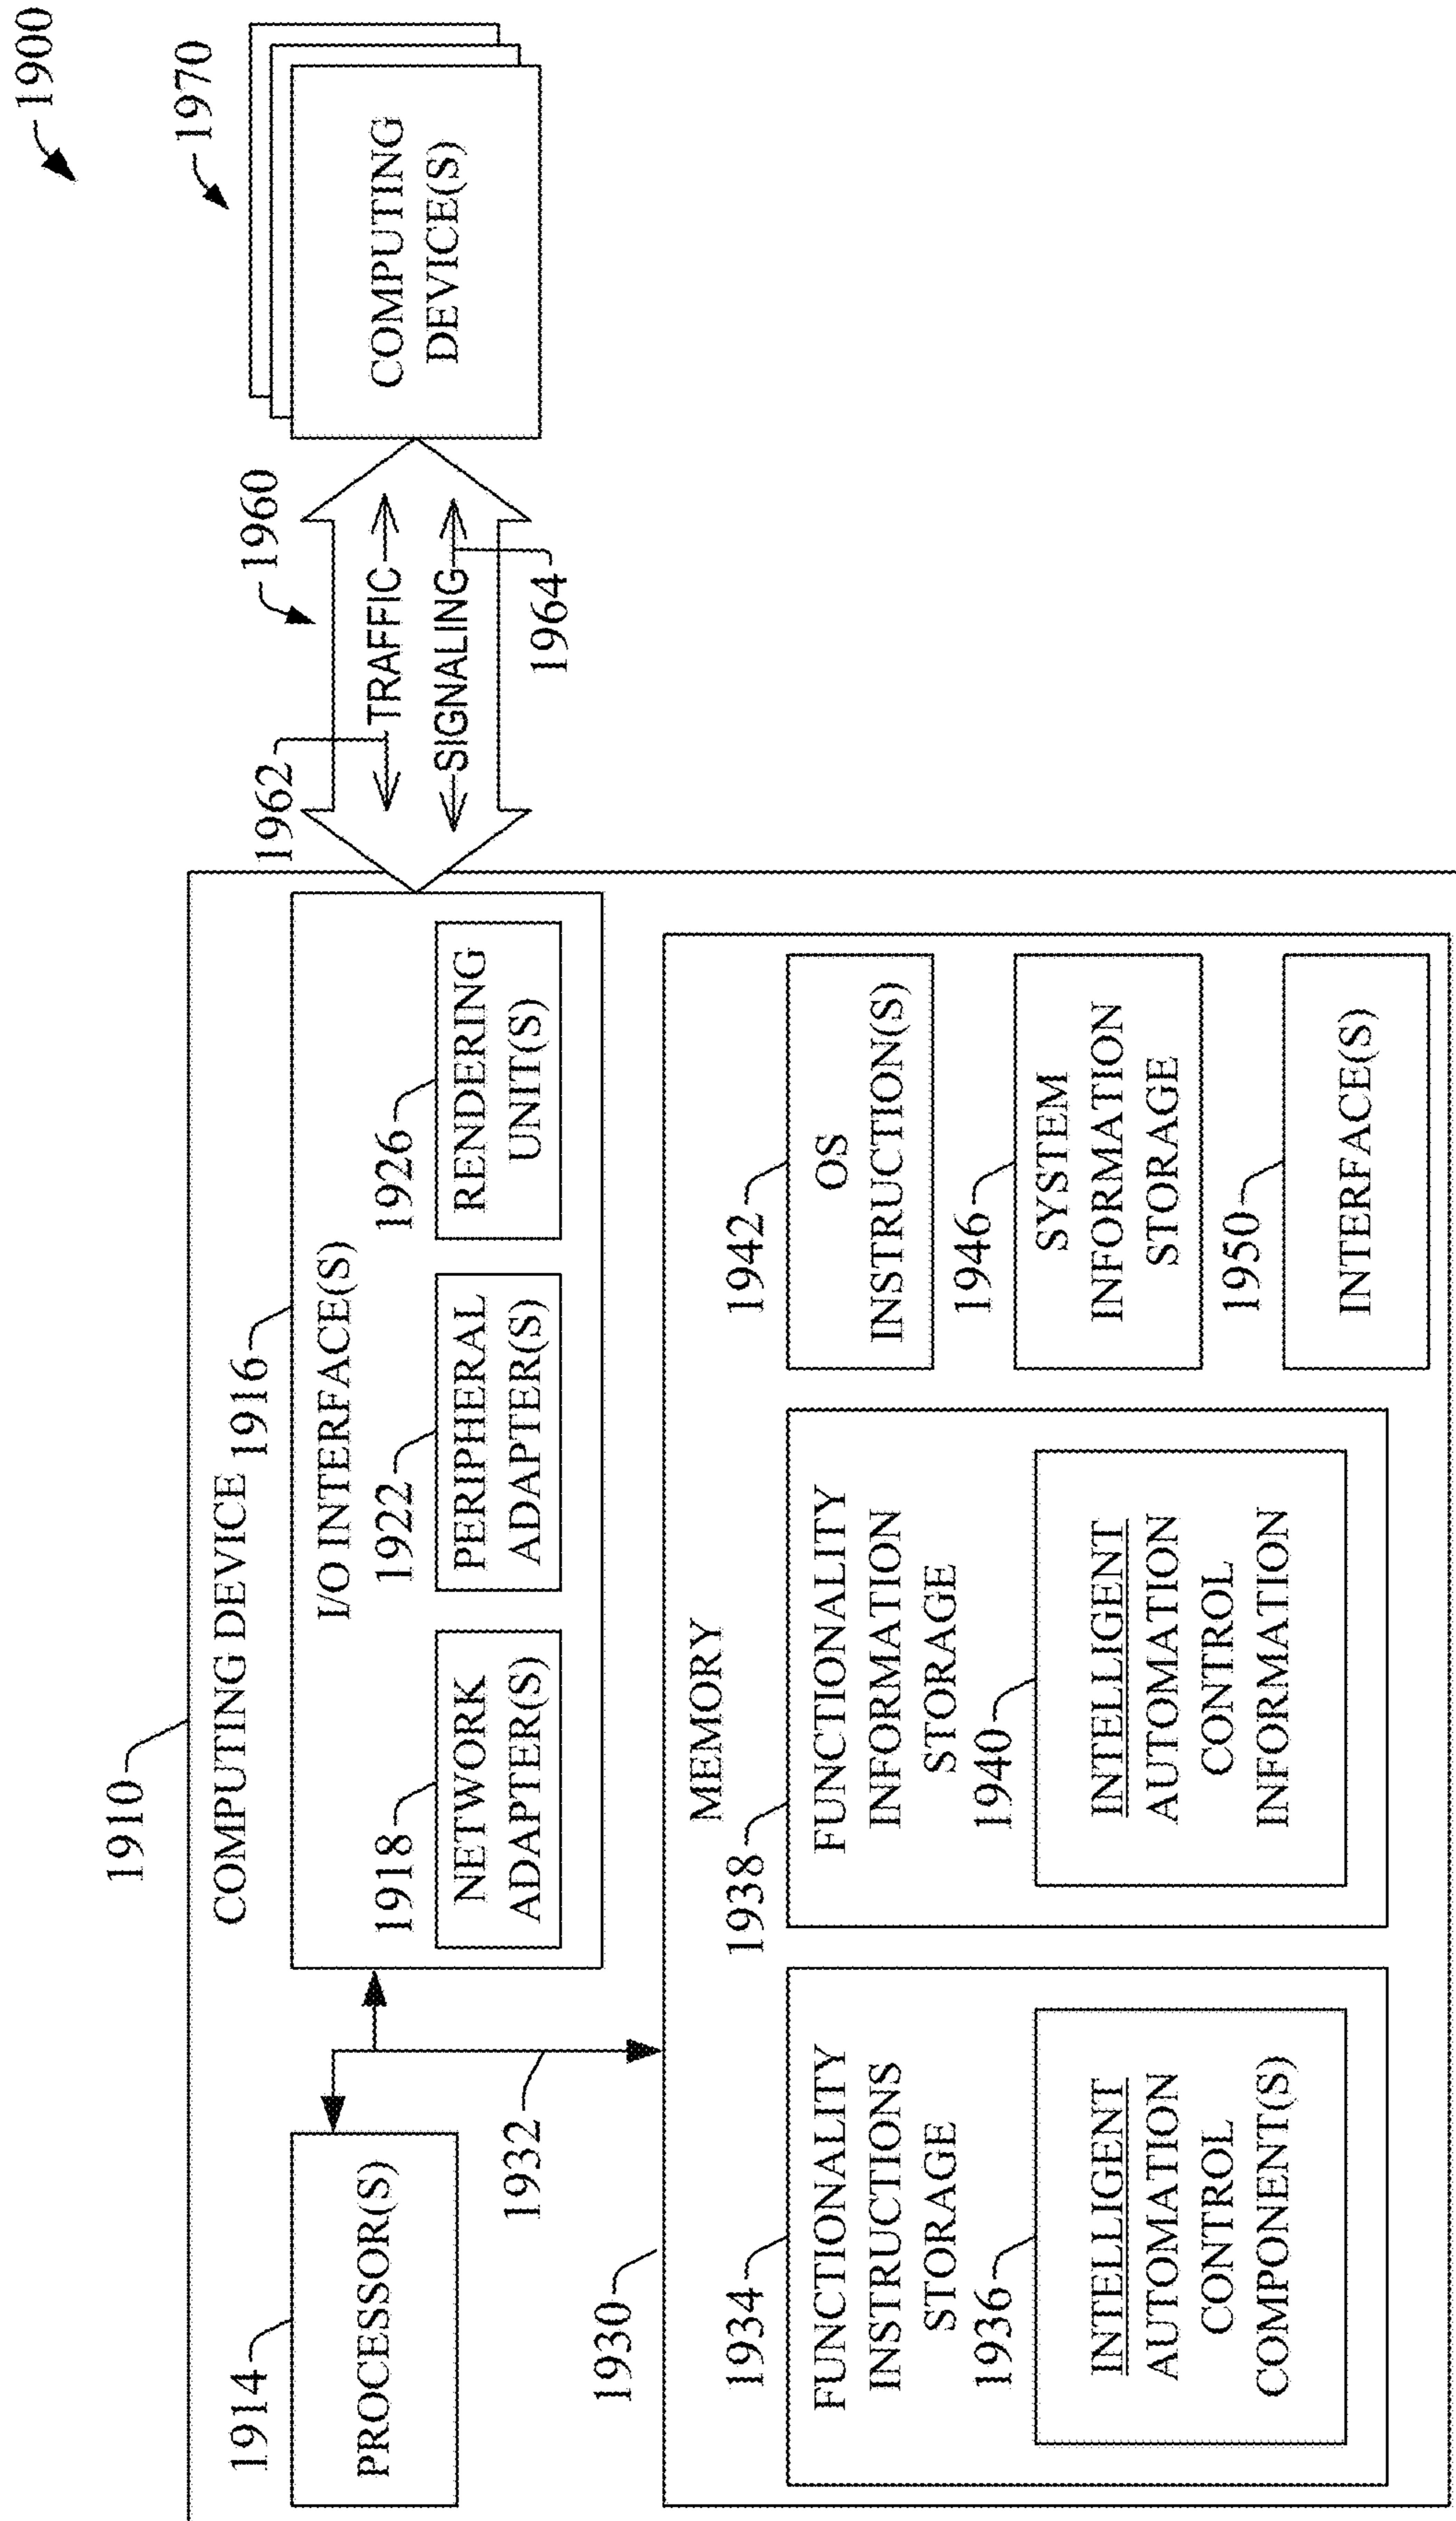 1900
1910
COMPUTING DEVICE
1970
1914
PROCESSOR(S)
1916
I/O INTERFACE(S)
1918
NETWORK
ADAPTER(S)
1922
PERIPHERAL
ADAPTER(S)
1926
RENDERING
UNIT(S)
1962
1960
TRAFFIC
SIGNALING
1964
COMPUTING
DEVICE(S)
1932
1930
MEMORY
1934
FUNCTIONALITY
INSTRUCTIONS
STORAGE
1936
INTELLIGENT
AUTOMATION
CONTROL
COMPONENT(S)
1938
FUNCTIONALITY
INFORMATION
STORAGE
1940
INTELLIGENT
AUTOMATION
CONTROL
INFORMATION
1942
OS
INSTRUCTION(S)
1946
SYSTEM
INFORMATION
STORAGE
1950
INTERFACE(S)